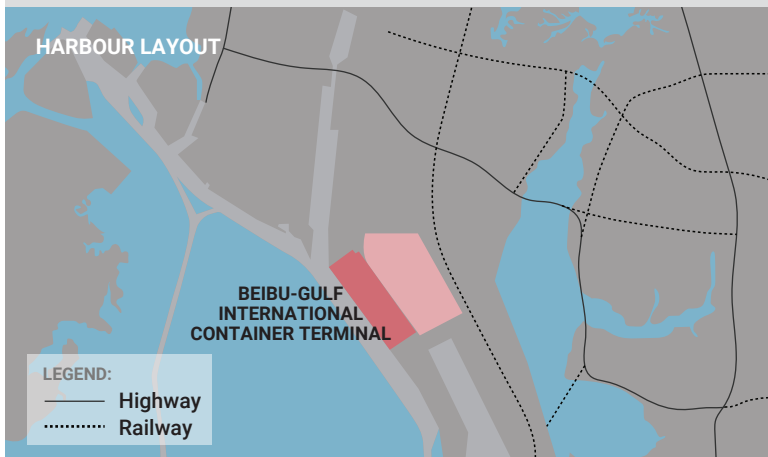 HARBOUR LAYOUT
BEIBU-GULF
INTERNATIONAL
CONTAINER TERMINAL
LEGEND:
Highway
Railway